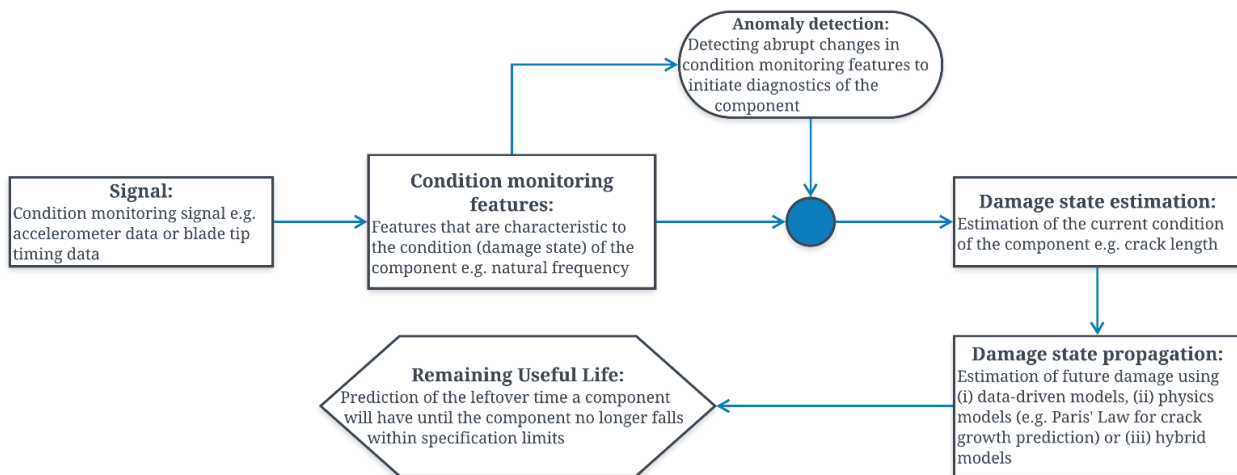 Anomaly detection:
Detecting abrupt changes in
condition monitoring features to
initiate diagnostics of the
component
Signal:
Condition monitoring signal e.g.
accelerometer data or blade tip
timing data
Condition monitoring
features:
Features that are characteristic to
the condition (damage state) of the
component e.g. natural frequency
Damage state estimation:
Estimation of the current condition
of the component e.g. crack length
Damage state propagation:
Estimation of future damage using
(i) data-driven models, (ii) physics
models (e.g. Paris' Law for crack
growth prediction) or (iii) hybrid
models
Remaining Useful Life:
Prediction of the leftover time a component
will have until the component no longer falls
within specification limits